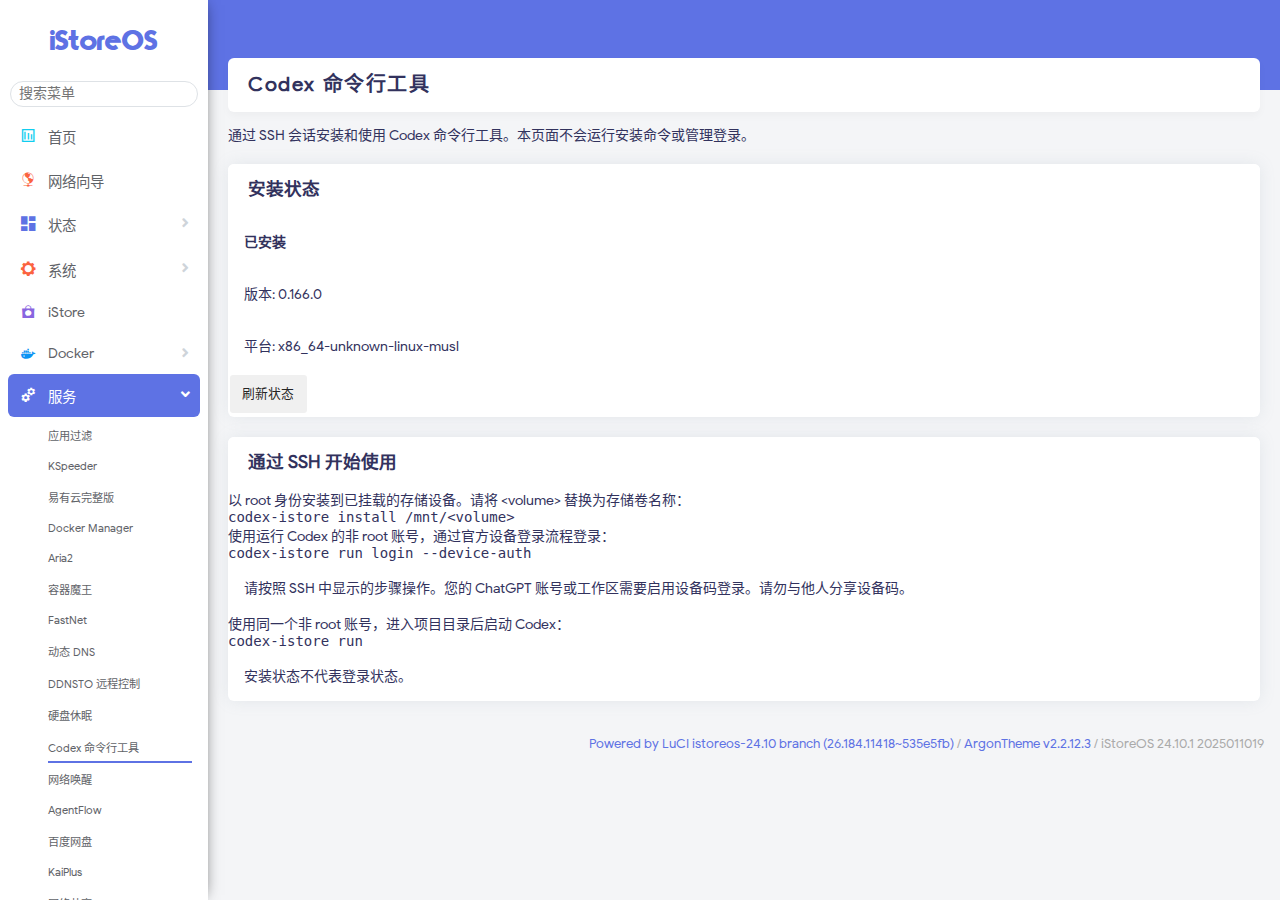 iStoreOS
搜索菜单
首页
网络向导
状态
系统
iStore
Docker
服务
应用过滤
KSpeeder
易有云完整版
Docker Manager
Aria2
容器魔王
FastNet
动态 DNS
DDNSTO 远程控制
硬盘休眠
Codex 命令行工具
网络唤醒
AgentFlow
百度网盘
KaiPlus
Codex 命令行工具
通过 SSH 会话安装和使用 Codex 命令行工具。本页面不会运行安装命令或管理登录。
安装状态
已安装
版本: 0.166.0
平台: x86_64-unknown-linux-musl
刷新状态
通过 SSH 开始使用
以 root 身份安装到已挂载的存储设备。请将 <volume> 替换为存储卷名称：
codex-istore install /mnt/<volume>
使用运行 Codex 的非 root 账号，通过官方设备登录流程登录：
codex-istore run login --device-auth
请按照 SSH 中显示的步骤操作。您的 ChatGPT 账号或工作区需要启用设备码登录。请勿与他人分享设备码。
使用同一个非 root 账号，进入项目目录后启动 Codex：
codex-istore run
安装状态不代表登录状态。
Powered by LuCI istoreos-24.10 branch (26.184.11418~535e5fb) / ArgonTheme v2.2.12.3 / iStoreOS 24.10.1 2025011019